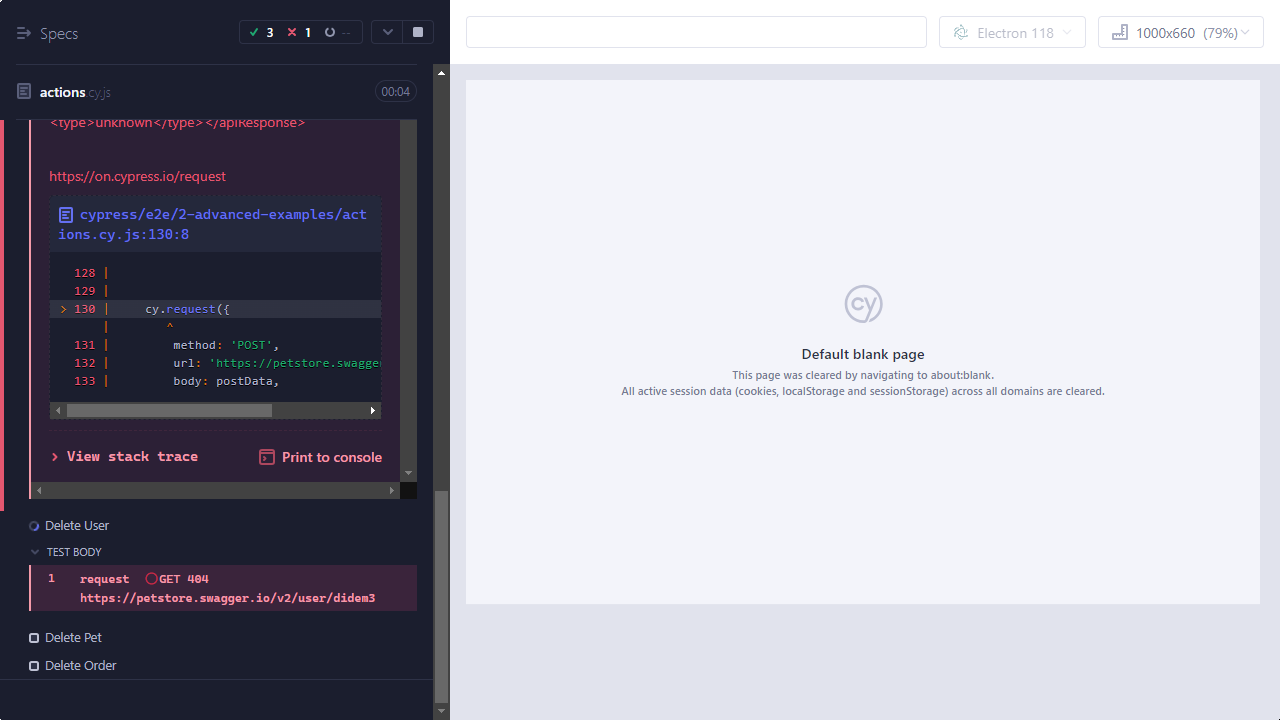 Specs
3 1 --
Electron 118
1000x660 (79%)
actions cy.js
00:04
<type>unknown</type></apiResponse>
https://on.cypress.io/request
cypress/e2e/2-advanced-examples/act
ions.cy.js:130:8
128 |
129 |
> 130 | cy.request({
| ^
131 | method: 'POST',
132 | url: 'https://petstore.swagger
133 | body: postData,
> View stack trace
Print to console
Delete User
TEST BODY
1 request GET 404
https://petstore.swagger.io/v2/user/didem3
Delete Pet
Delete Order
cy
Default blank page
This page was cleared by navigating to about:blank.
All active session data (cookies, localStorage and sessionStorage) across all domains are cleared.